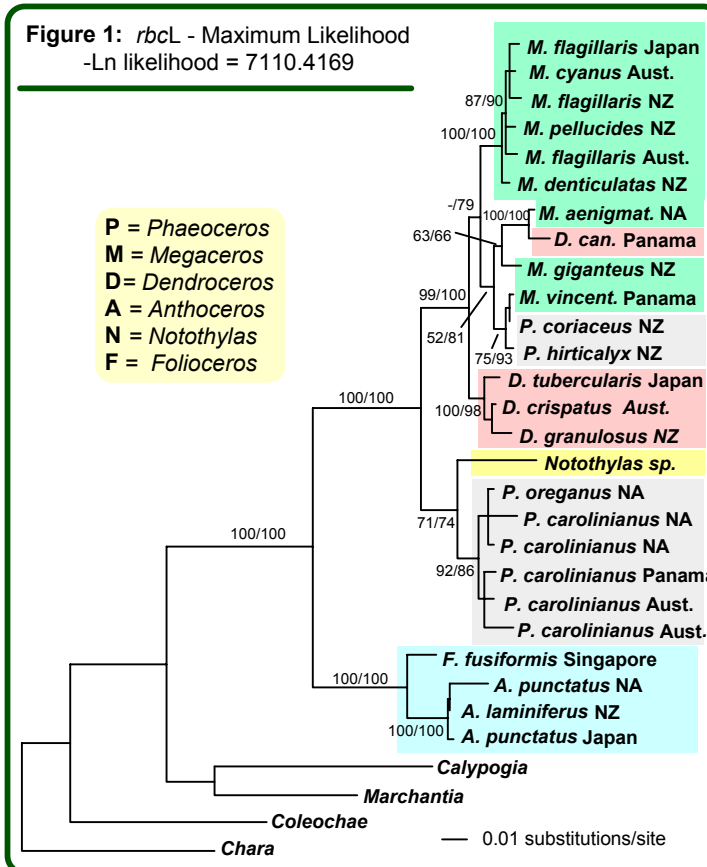 Figure 1: rbcL - Maximum Likelihood
-Ln likelihood = 7110.4169
P = Phaeoceros
M = Megaceros
D = Dendroceros
A = Anthoceros
N = Notothylas
F = Folioceros
M. flagillaris Japan
M. cyanus Aust.
87/90
M. flagillaris NZ
M. pellucides NZ
100/100
M. flagillaris Aust.
M. denticulatas NZ
-/79
M. aenigmat. NA
100/100
63/66
D. can. Panama
M. giganteus NZ
99/100
M. vincent. Panama
P. coriaceus NZ
52/81
P. hirticalyx NZ
75/93
D. tubercularis Japan
100/100
D. crispatus Aust.
100/98
D. granulosus NZ
Notothylas sp.
P. oreganus NA
71/74
P. carolinianus NA
100/100
P. carolinianus NA
92/86
P. carolinianus Panama
P. carolinianus Aust.
P. carolinianus Aust.
F. fusiformis Singapore
100/100
A. punctatus NA
A. laminiferus NZ
100/100
A. punctatus Japan
Calypogia
Marchantia
Coleochae
0.01 substitutions/site
Chara